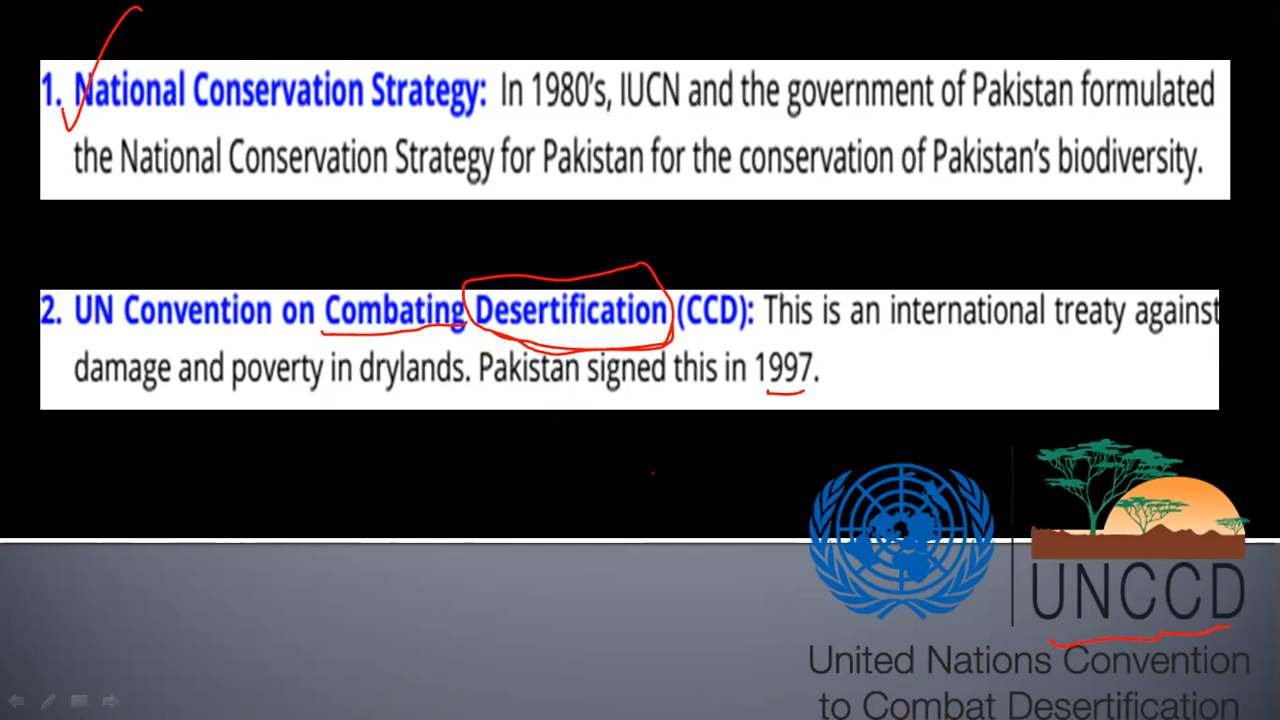 1. National Conservation Strategy: In 1980's, IUCN and the government of Pakistan formulated
the National Conservation Strategy for Pakistan for the conservation of Pakistan's biodiversity.
2. UN Convention on Combating Desertification (CCD): This is an international treaty against
damage and poverty in drylands. Pakistan signed this in 1997.
UNCCD
United Nations Convention
to Combat Desertification